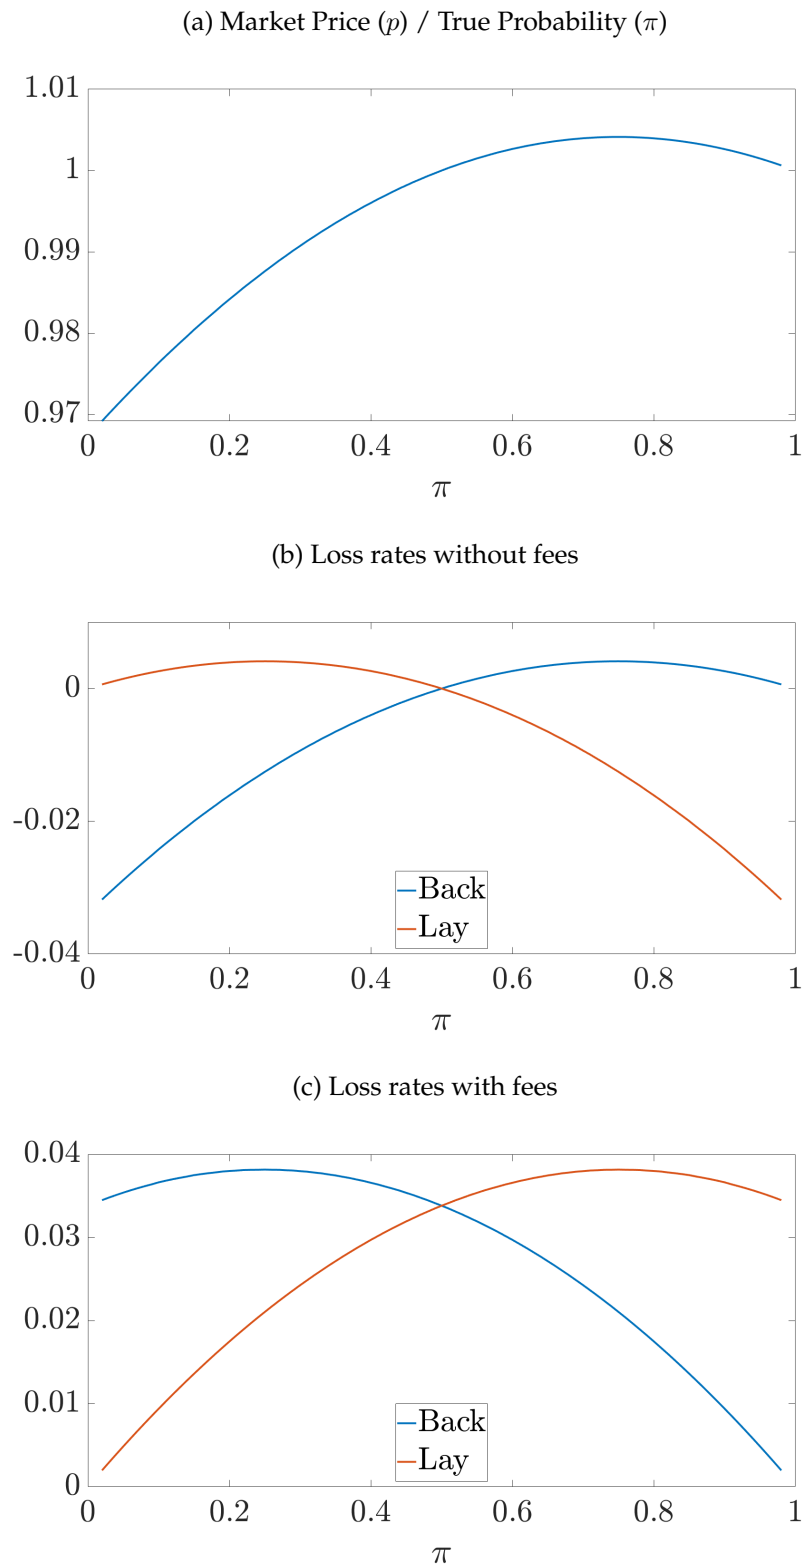 (a) Market Price (p) / True Probability (π)
1.01
1
0.99
0.98
0.97
0 0.2 0.4 0.6 0.8 1
π
(b) Loss rates without fees
0
-0.02
-0.04
Back
Lay
0 0.2 0.4 0.6 0.8 1
π
(c) Loss rates with fees
0.04
0.03
0.02
0.01
0
Back
Lay
0 0.2 0.4 0.6 0.8 1
π